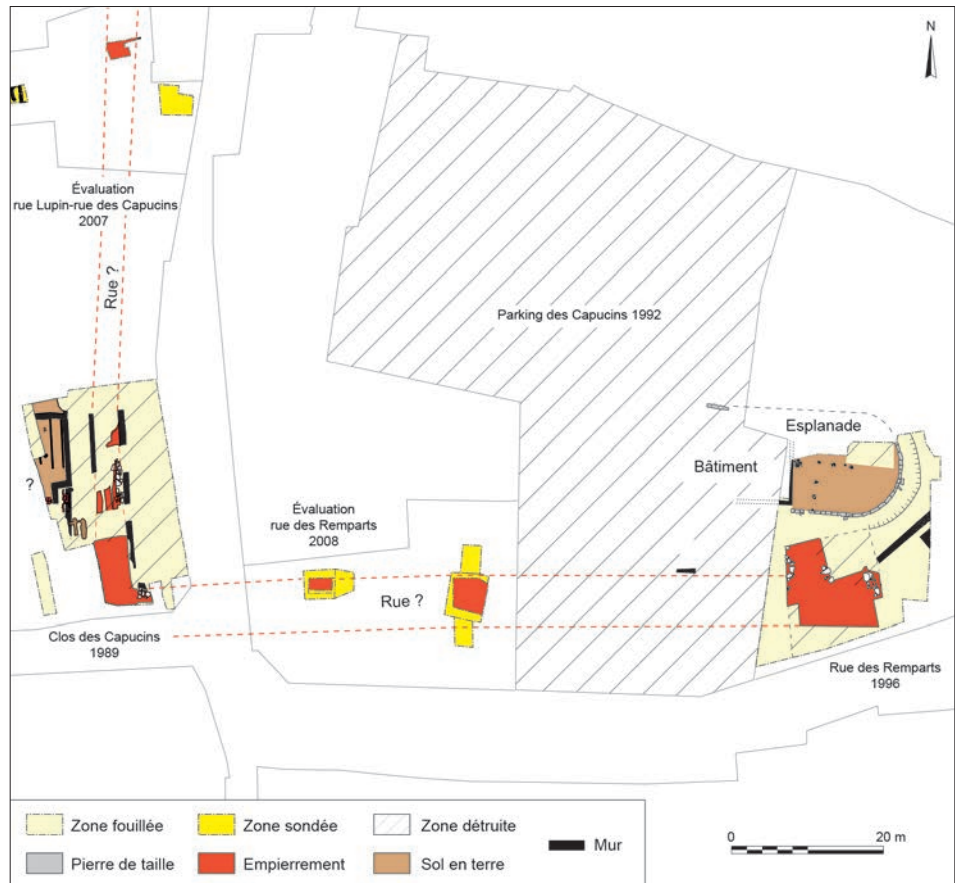 N
Évaluation
rue Lupin-rue des Capucins
2007
Rue ?
Parking des Capucins 1992
Esplanade
Bâtiment
?
Évaluation
rue des Remparts
2008
Rue ?
Clos des Capucins
1989
Rue des Remparts
1996
Zone fouillée
Zone sondée
Zone détruite
Mur
Pierre de taille
Empierrement
Sol en terre
0
20 m